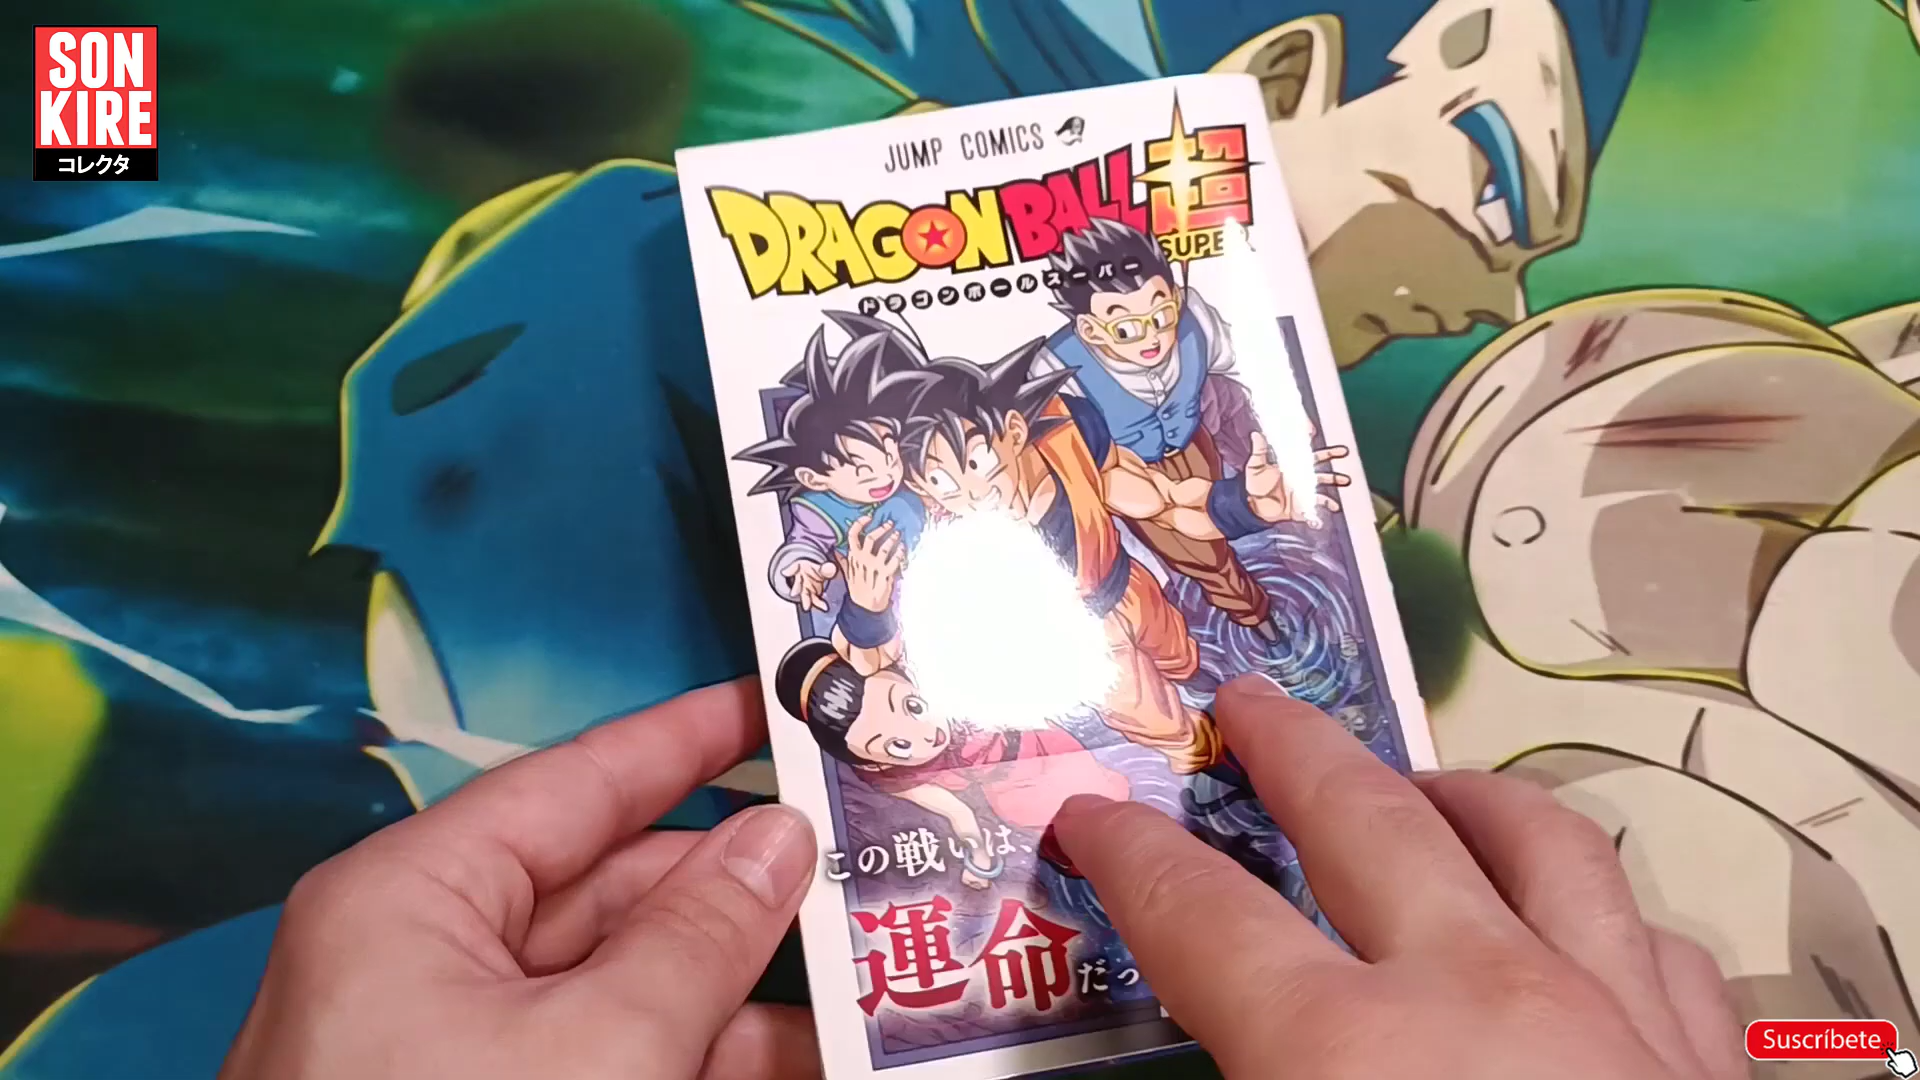 SON
KIRE
コレクタ
JUMP COMICS
DRAGON BALL 超
SUPER
ドラゴンボールスーパー
この戦いは、
運命だっ
Suscríbete